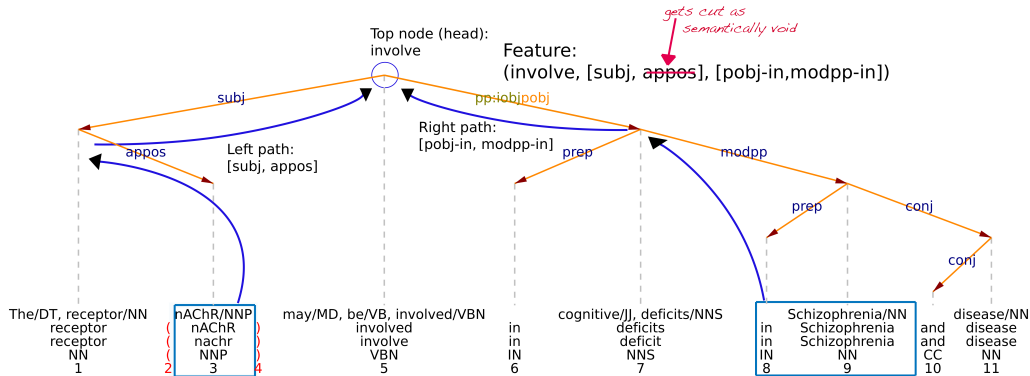 gets cut as
semantically void
Top node (head):
involve
Feature:
(involve, [subj, appos], [pobj-in,modpp-in])
subj
pp:iobjpobj
Right path:
[pobj-in, modpp-in]
Left path:
[subj, appos]
appos
prep
modpp
prep
conj
conj
The/DT, receptor/NN nAChR/NNP may/MD, be/VB, involved/VBN cognitive/JJ, deficits/NNS Schizophrenia/NN disease/NN
receptor ( nAChR ) involved in deficits in Schizophrenia and disease
receptor ( nachr ) involve in deficit in Schizophrenia and disease
NN ( NNP ) VBN IN NNS IN NN CC NN
1 2 3 4 5 6 7 8 9 10 11